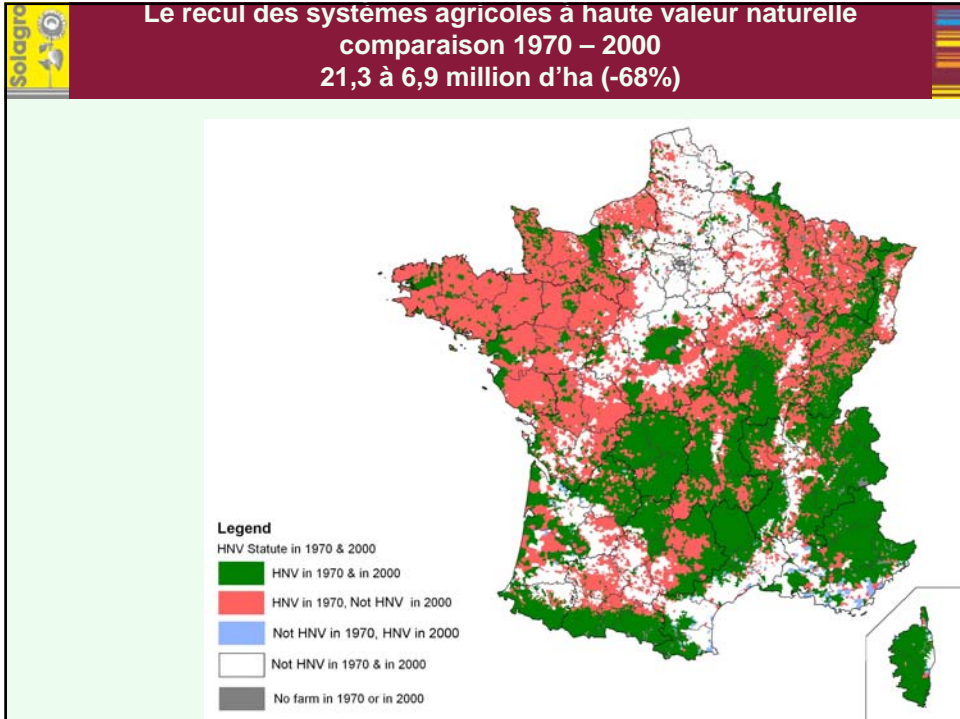 Solagro
Le recul des systèmes agricoles à haute valeur naturelle
comparaison 1970 – 2000
21,3 à 6,9 million d'ha (-68%)
Legend
HNV Statute in 1970 & 2000
HNV in 1970 & in 2000
HNV in 1970, Not HNV in 2000
Not HNV in 1970, HNV in 2000
Not HNV in 1970 & in 2000
No farm in 1970 or in 2000